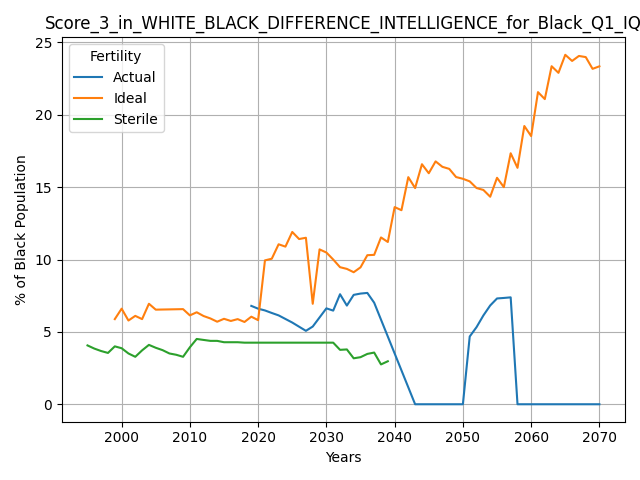 Score_3_in_WHITE_BLACK_DIFFERENCE_INTELLIGENCE_for_Black_Q1_IQ
25
20
15
10
5
0
% of Black Population
Fertility
Actual
Ideal
Sterile
2000 2010 2020 2030 2040 2050 2060 2070
Years